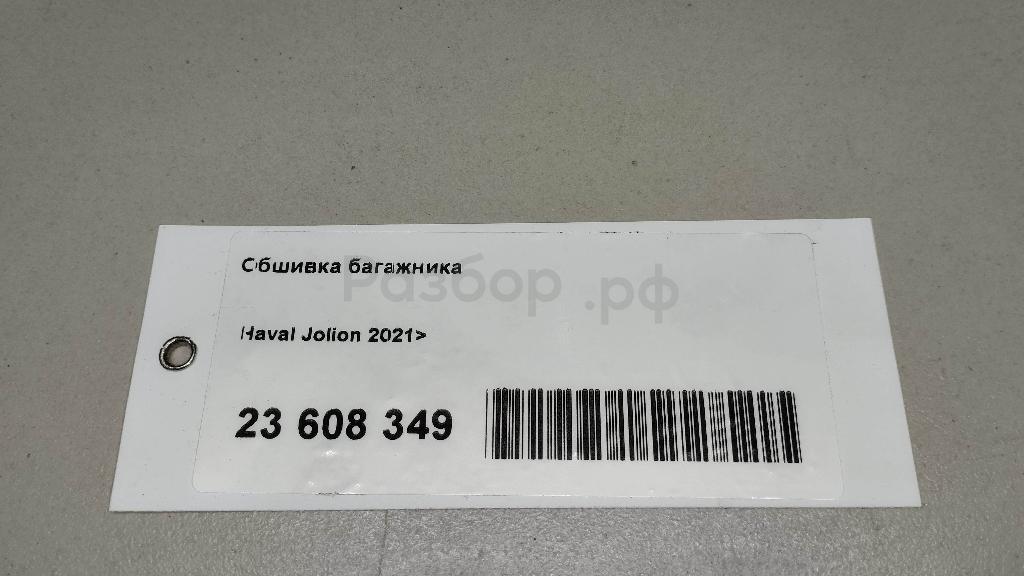 Обшивка багажника
Разбор.рф
Haval Jolion 2021>
23 608 349